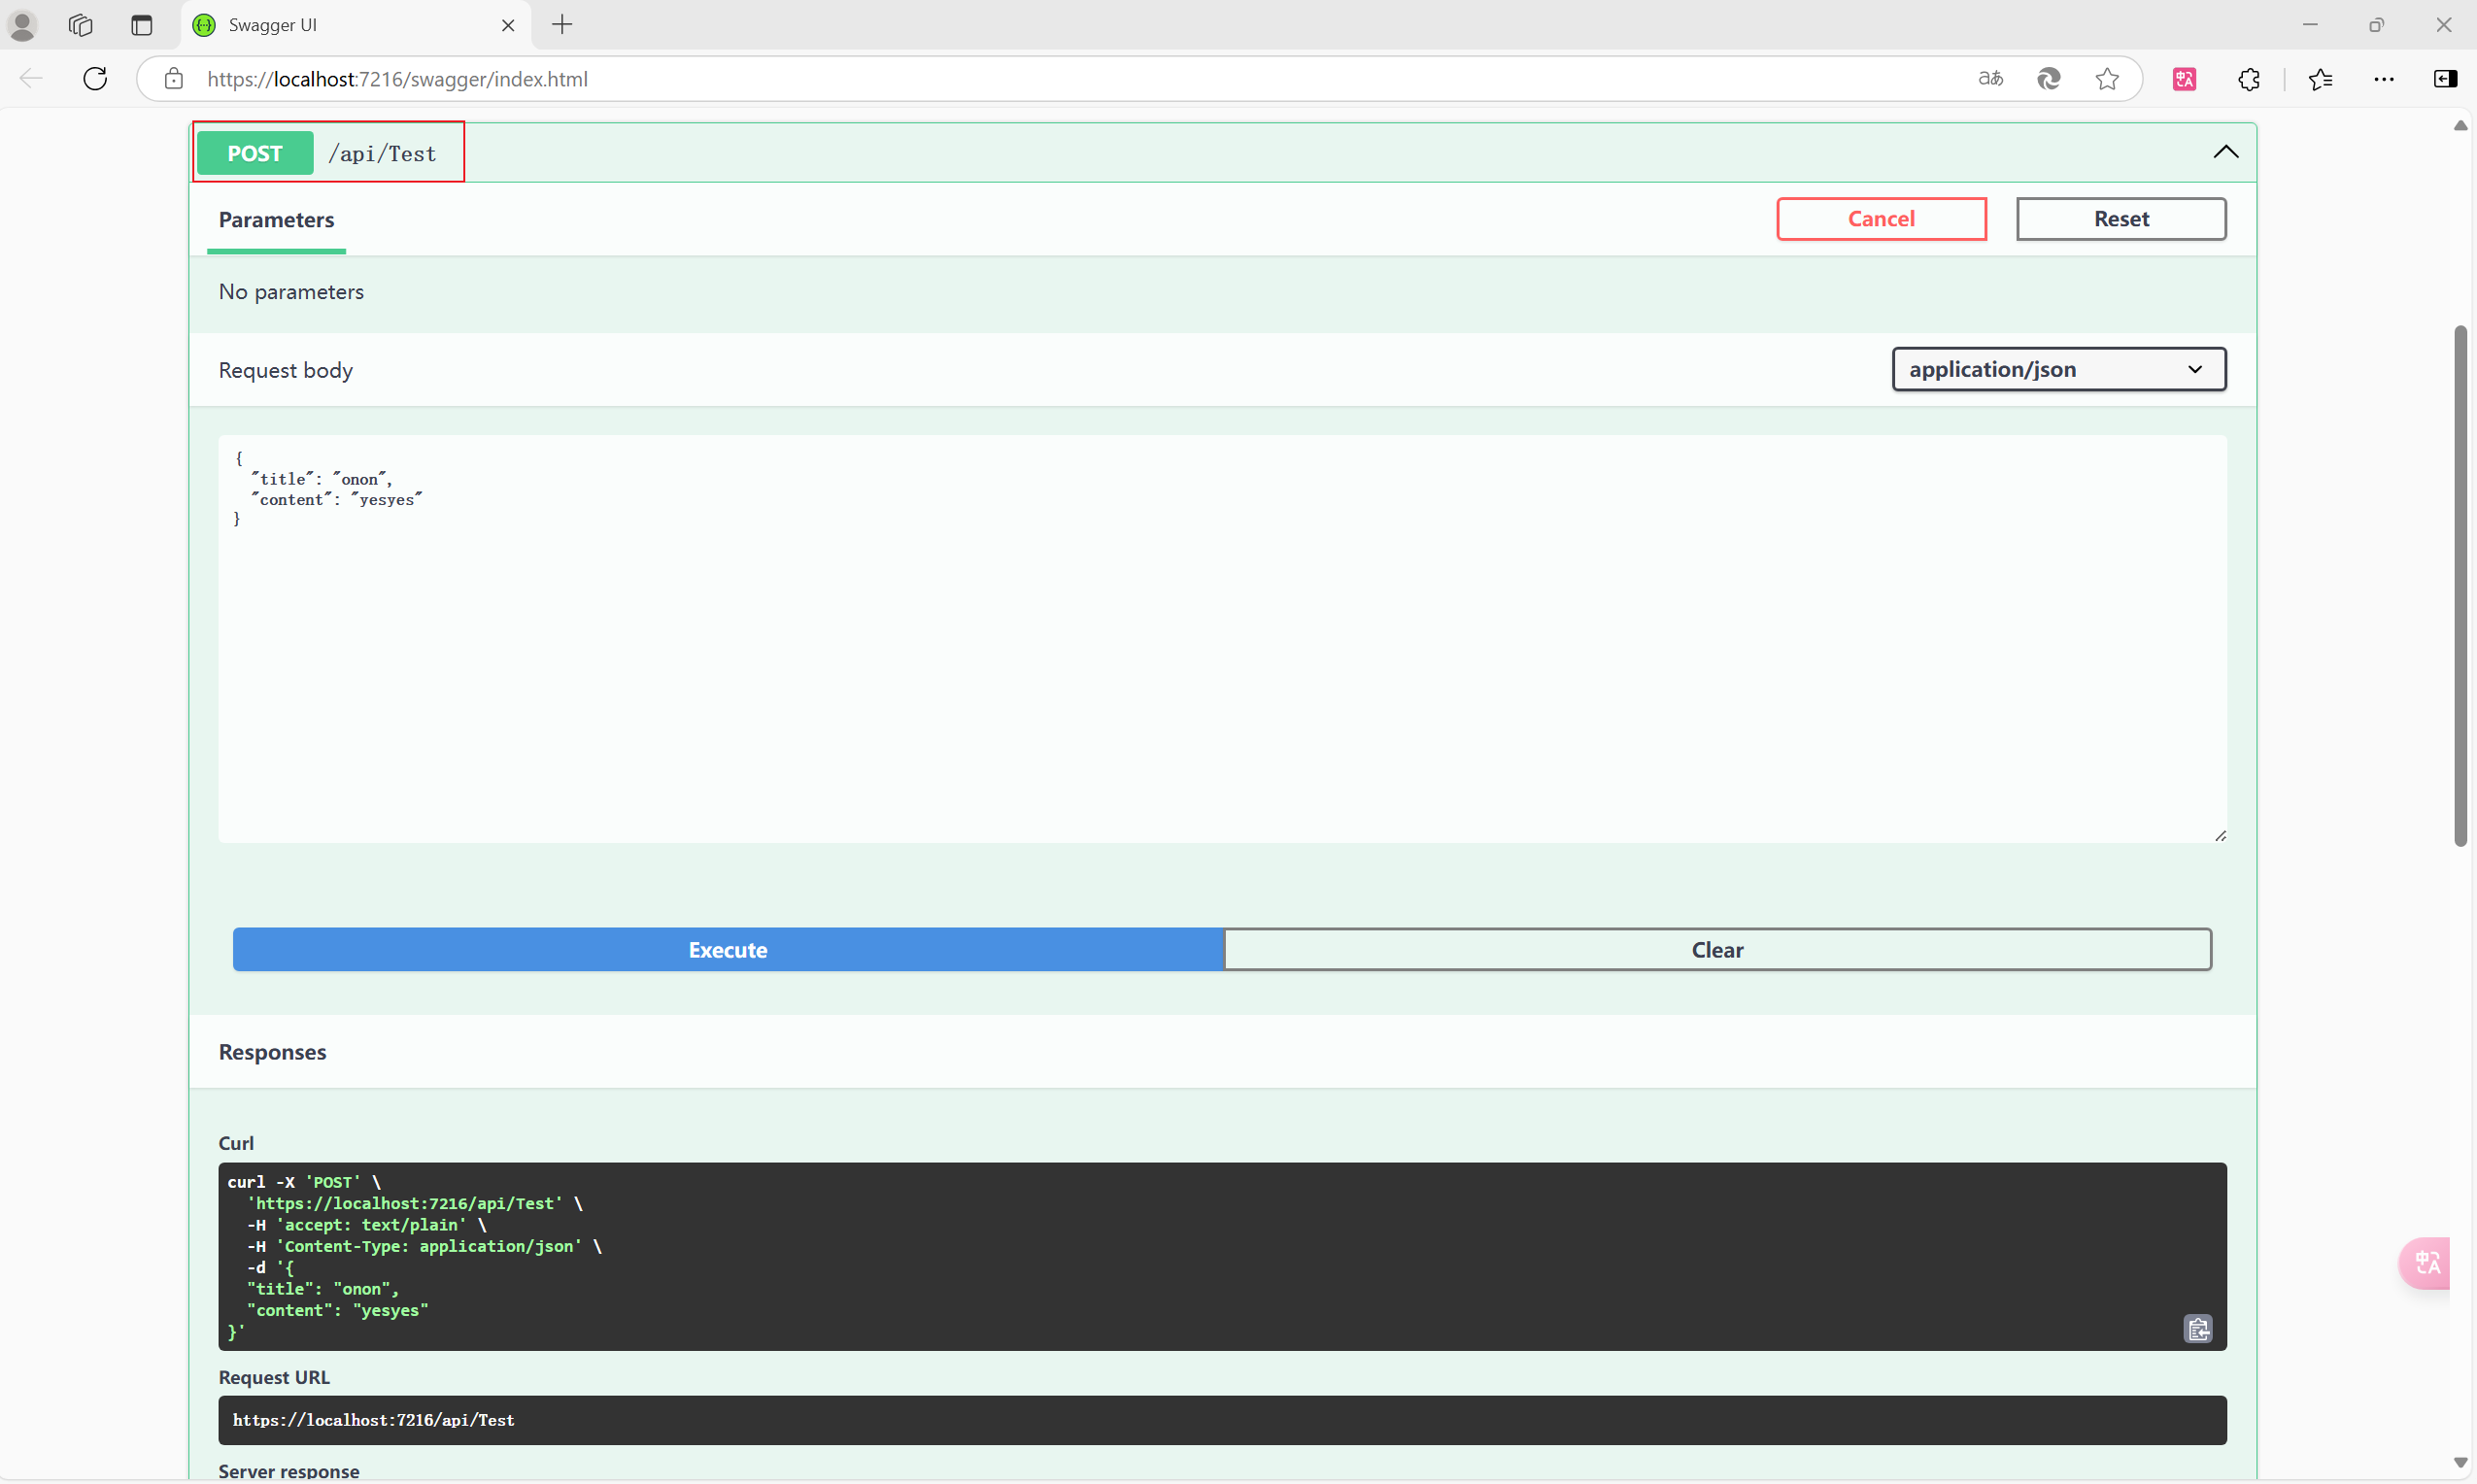 Swagger UI
https://localhost:7216/swagger/index.html
POST /api/Test
Parameters
Cancel
Reset
No parameters
Request body
application/json
{
"title": "onon",
"content": "yesyes"
}
Execute
Clear
Responses
Curl
curl -X 'POST' \
'https://localhost:7216/api/Test' \
-H 'accept: text/plain' \
-H 'Content-Type: application/json' \
-d '{
"title": "onon",
"content": "yesyes"
}'
Request URL
https://localhost:7216/api/Test
Server response